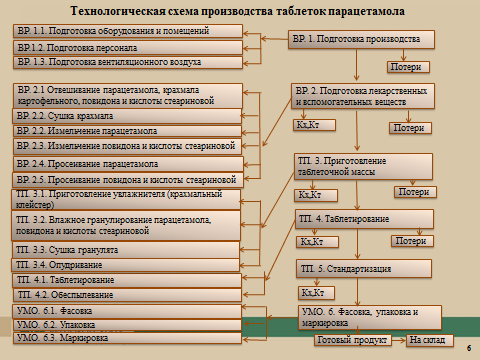 Технологическая схема производства таблеток парацетамола
ВР. 1.1. Подготовка оборудования и помещений
ВР.1.2. Подготовка персонала
ВР. 1.3. Подготовка вентиляционного воздуха
ВР. 2.1 Отвешивание парацетамола, крахмала
картофельного, повидона и кислоты стеариновой
ВР. 2.2. Сушка крахмала
ВР. 2.2. Измельчение парацетамола
ВР. 2.3. Измельчение повидона и кислоты стеариновой
ВР. 2.4. Просеивание парацетамола
ВР. 2.5. Просеивание повидона и кислоты стеариновой
ТП. 3.1. Приготовление увлажнителя (крахмальный
клейстер)
ТП. 3.2. Влажное гранулирование парацетамола,
повидона и кислоты стеариновой
ТП. 3.3. Сушка гранулята
ТП. 3.4. Опудривание
ТП. 4.1. Таблетирование
ТП. 4.2. Обеспылевание
УМО. 6.1. Фасовка
УМО. 6.2. Упаковка
УМО. 6.3. Маркировка
ВР. 1. Подготовка производства
Потери
ВР. 2. Подготовка лекарственных
и вспомогательных веществ
Кх,Кт
Потери
ТП. 3. Приготовление
таблеточной массы
Кх,Кт
Потери
ТП. 4. Таблетирование
Кх,Кт
Потери
ТП. 5. Стандартизация
Кх,Кт
УМО. 6. Фасовка, упаковка и
маркировка
Готовый продукт
На склад
6